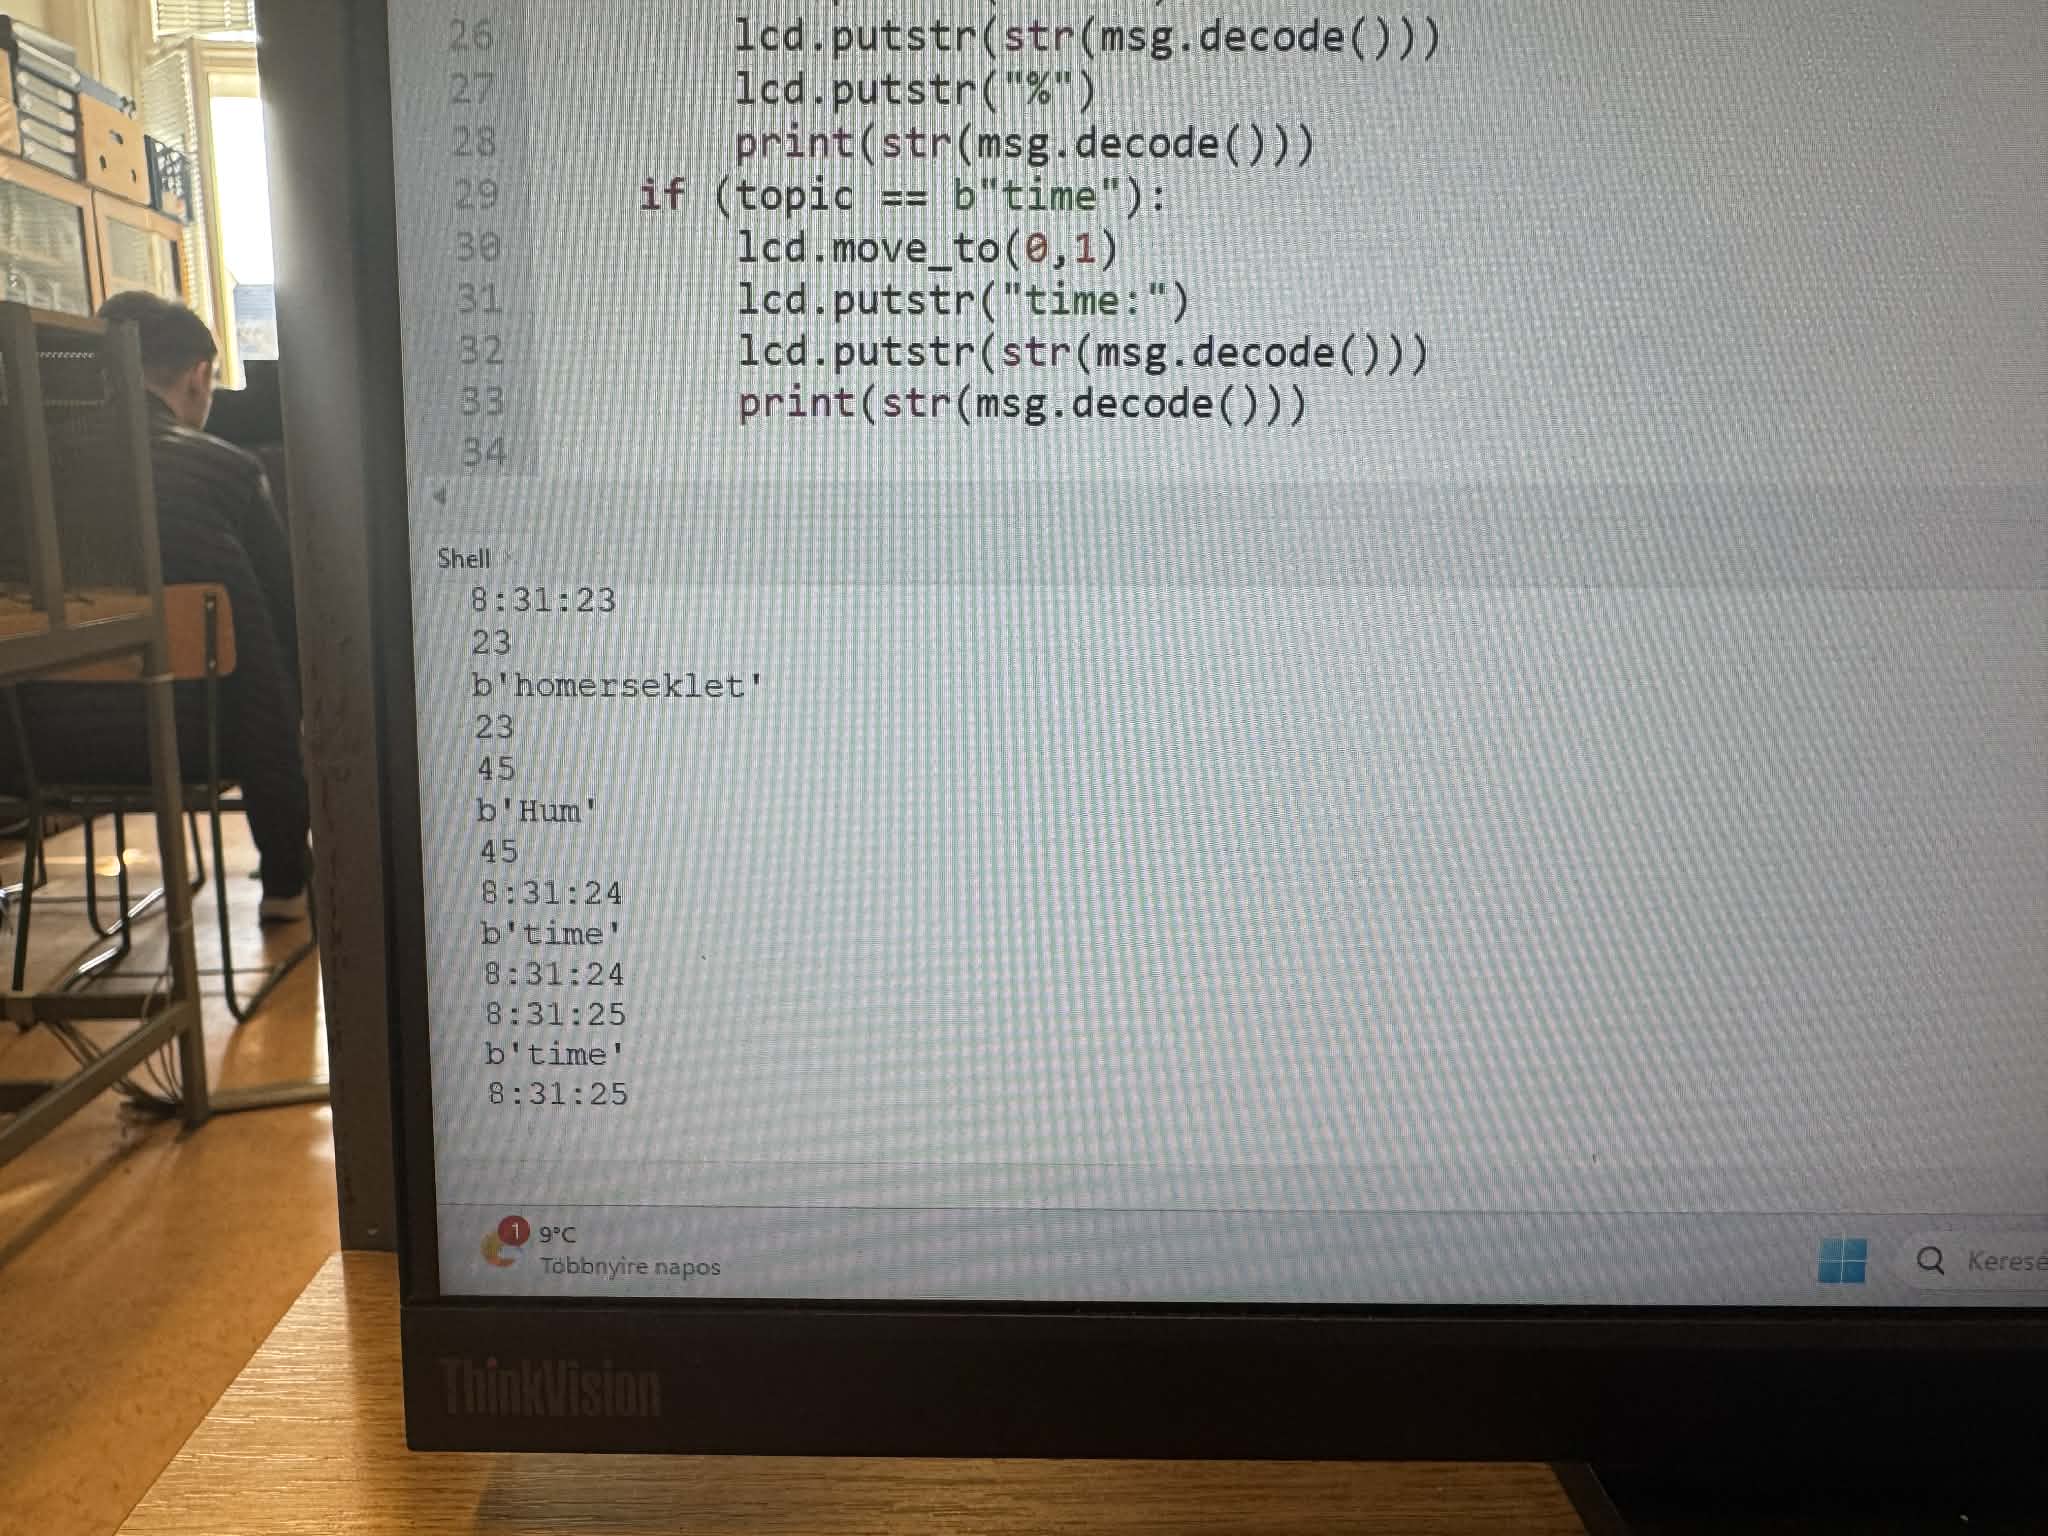 26 lcd.putstr(str(msg.decode()))
27 lcd.putstr("%")
28 print(str(msg.decode()))
29 if (topic == b"time"):
30 lcd.move_to(0,1)
31 lcd.putstr("time:")
32 lcd.putstr(str(msg.decode()))
33 print(str(msg.decode()))
34
Shell
8:31:23
23
b'homerseklet'
23
45
b'Hum'
45
8:31:24
b'time'
8:31:24
8:31:25
b'time'
8:31:25
1 9°C
Többnyire napos
ThinkVision